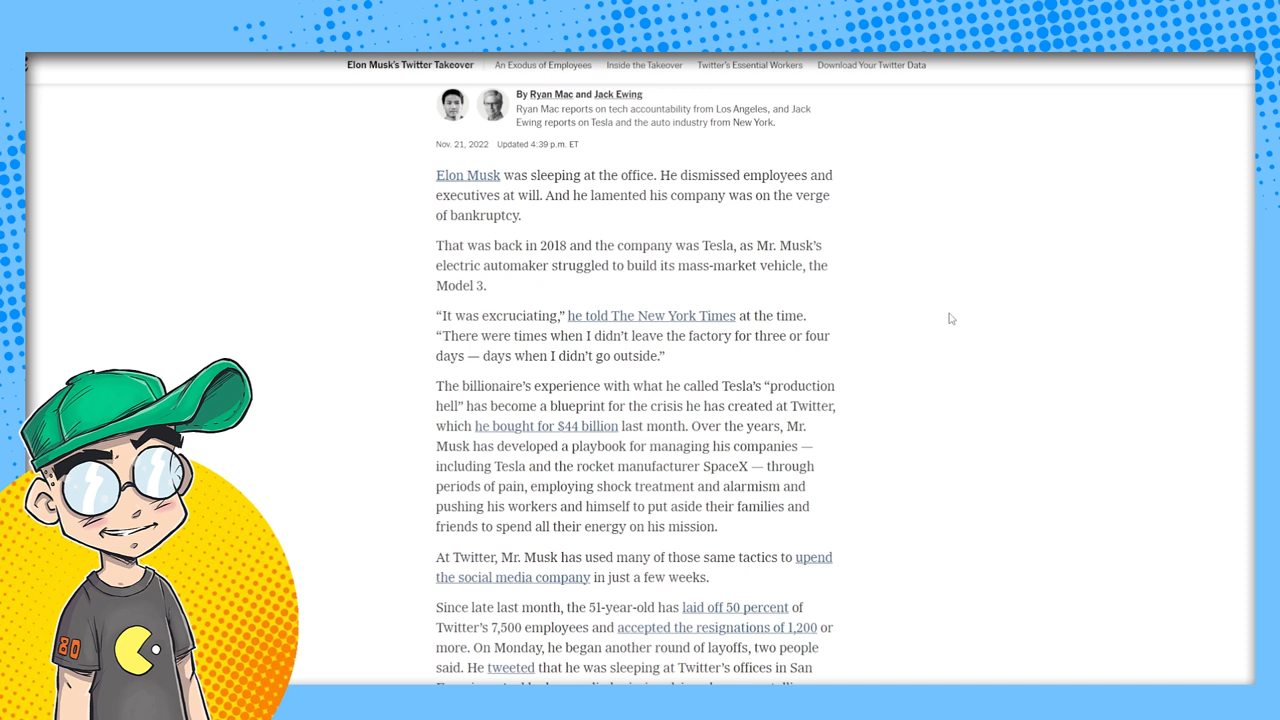 Elon Musk's Twitter Takeover An Exodus of Employees Inside the Takeover Twitter's Essential Workers Download Your Twitter Data
By Ryan Mac and Jack Ewing
Ryan Mac reports on tech accountability from Los Angeles, and Jack
Ewing reports on Tesla and the auto industry from New York.
Nov. 21, 2022 Updated 4:39 p.m. ET
Elon Musk was sleeping at the office. He dismissed employees and
executives at will. And he lamented his company was on the verge
of bankruptcy.
That was back in 2018 and the company was Tesla, as Mr. Musk's
electric automaker struggled to build its mass-market vehicle, the
Model 3.
“It was excruciating,” he told The New York Times at the time.
“There were times when I didn't leave the factory for three or four
days — days when I didn't go outside.”
The billionaire's experience with what he called Tesla's “production
hell” has become a blueprint for the crisis he has created at Twitter,
which he bought for $44 billion last month. Over the years, Mr.
Musk has developed a playbook for managing his companies —
including Tesla and the rocket manufacturer SpaceX — through
periods of pain, employing shock treatment and alarmism and
pushing his workers and himself to put aside their families and
friends to spend all their energy on his mission.
At Twitter, Mr. Musk has used many of those same tactics to upend
the social media company in just a few weeks.
Since late last month, the 51-year-old has laid off 50 percent of
Twitter's 7,500 employees and accepted the resignations of 1,200 or
more. On Monday, he began another round of layoffs, two people
said. He tweeted that he was sleeping at Twitter's offices in San
80